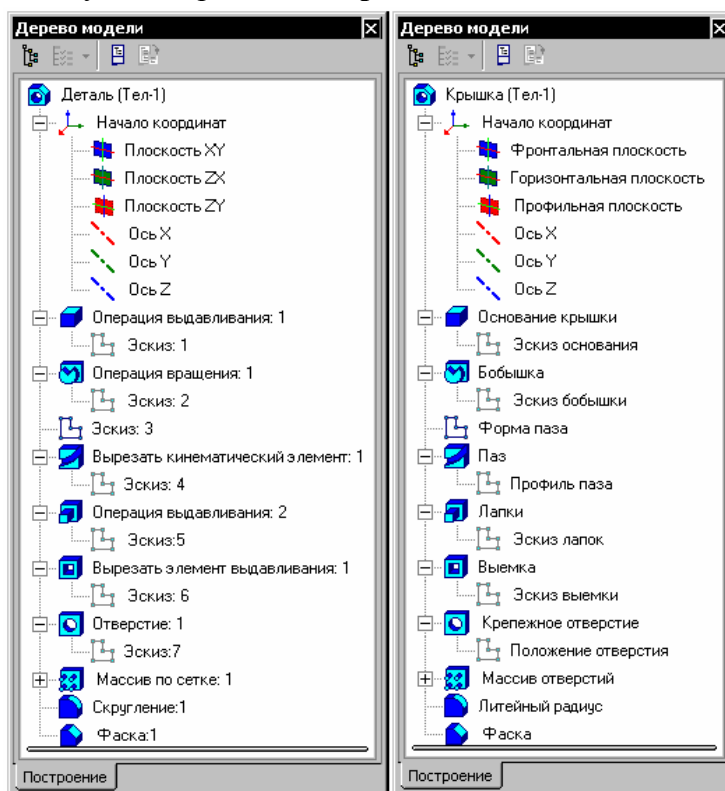 Дерево модели
Деталь (Тел-1)
Начало координат
Плоскость XY
Плоскость ZX
Плоскость ZY
Ось X
Ось Y
Ось Z
Операция выдавливания: 1
Эскиз: 1
Операция вращения: 1
Эскиз: 2
Эскиз: 3
Вырезать кинематический элемент: 1
Эскиз: 4
Операция выдавливания: 2
Эскиз:5
Вырезать элемент выдавливания: 1
Эскиз: 6
Отверстие: 1
Эскиз:7
Массив по сетке: 1
Скругление:1
Фаска:1
Построение
Дерево модели
Крышка (Тел-1)
Начало координат
Фронтальная плоскость
Горизонтальная плоскость
Профильная плоскость
Ось X
Ось Y
Ось Z
Основание крышки
Эскиз основания
Бобышка
Эскиз бобышки
Форма паза
Паз
Профиль паза
Лапки
Эскиз лапок
Выемка
Эскиз выемки
Крепежное отверстие
Положение отверстия
Массив отверстий
Литейный радиус
Фаска
Построение